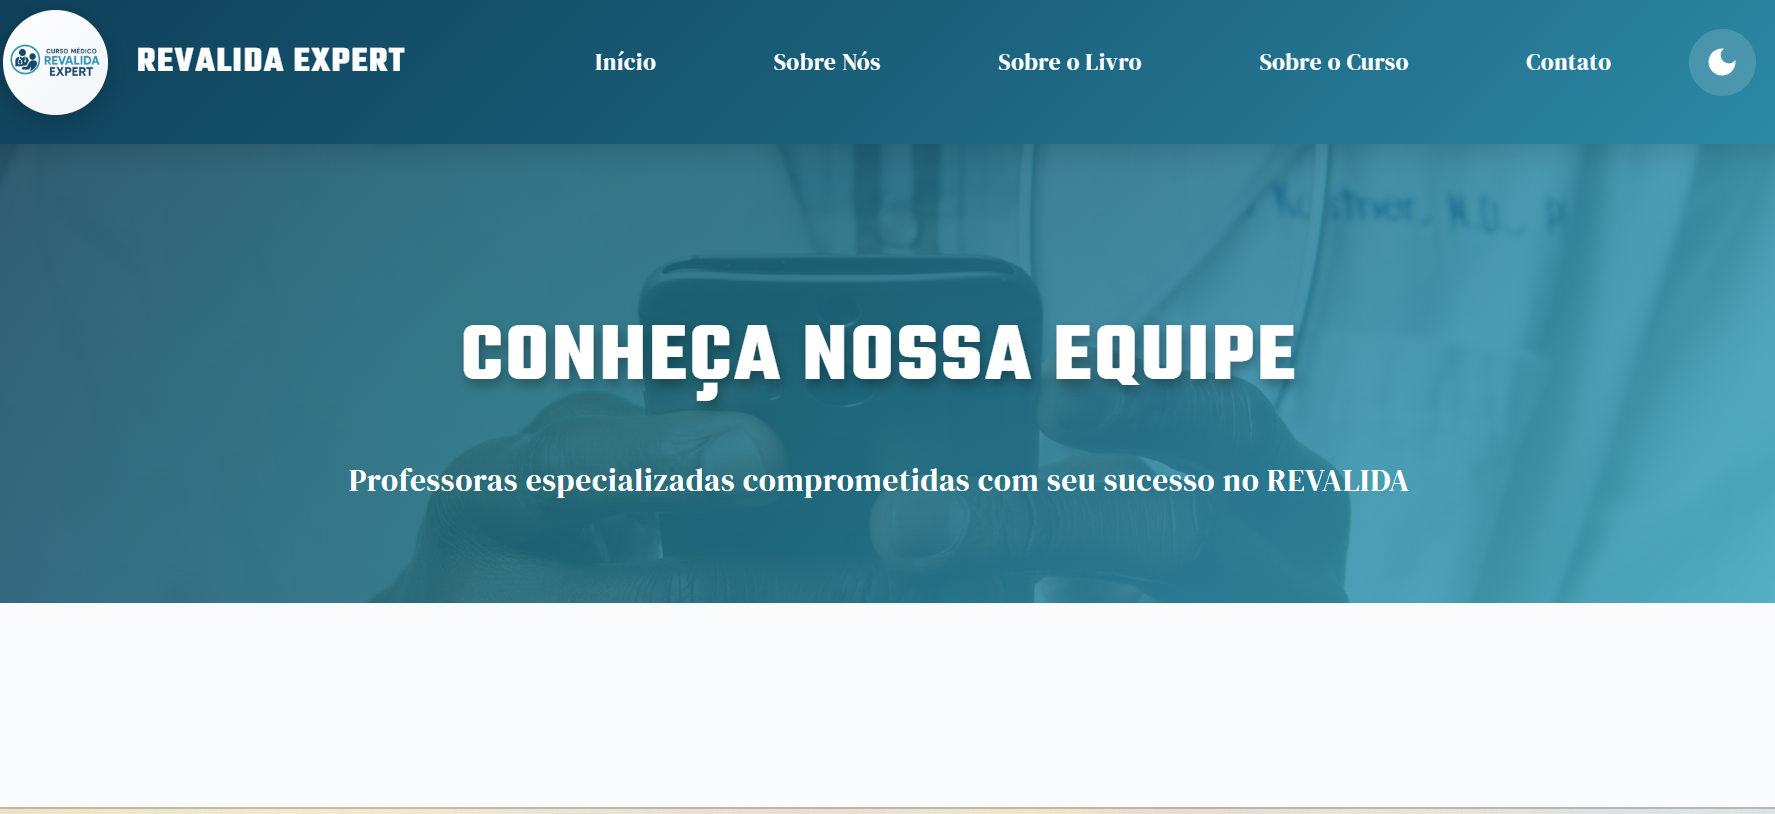 CURSO MÉDICO
REVALIDA
EXPERT
REVALIDA EXPERT
Início
Sobre Nós
Sobre o Livro
Sobre o Curso
Contato
M.D.
CONHEÇA NOSSA EQUIPE
Professoras especializadas comprometidas com seu sucesso no REVALIDA